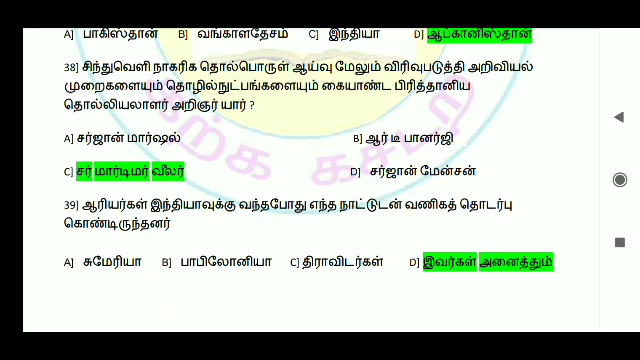 A] பாகிஸ்தான் B] வங்காளதேசம் C] இந்தியா D] ஆப்கானிஸ்தான்
38] சிந்துவெளி நாகரிக தொல்பொருள் ஆய்வு மேலும் விரிவுபடுத்தி அறிவியல்
முறைகளையும் தொழில்நுட்பங்களையும் கையாண்ட பிரித்தானிய
தொல்லியலாளர் அறிஞர் யார் ?
A] சர்ஜான் மார்ஷல் B] ஆர் டீ பானர்ஜி
C] சர் மார்டிமர் வீலர் D] சர்ஜான் மேன்சன்
39] ஆரியர்கள் இந்தியாவுக்கு வந்தபோது எந்த நாட்டுடன் வணிகத் தொடர்பு
கொண்டிருந்தனர்
A] சுமேரியா B] பாபிலோனியா C] திராவிடர்கள் D] இவர்கள் அனைத்தும்
கற்க கசடற